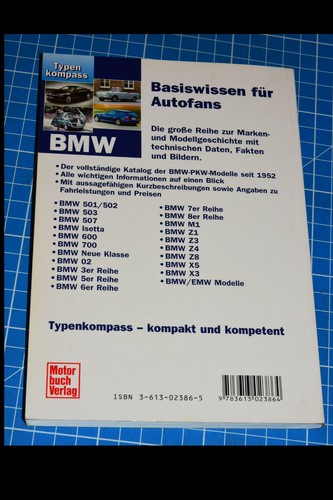 Typen
kompass
BMW
Basiswissen für
Autofans
Die große Reihe zur Marken-
und Modellgeschichte mit
technischen Daten, Fakten
und Bildern.
• Der vollständige Katalog der BMW-PKW-Modelle seit 1952
• Alle wichtigen Informationen auf einen Blick
• Mit aussagefähigen Kurzbeschreibungen sowie Angaben zu
Fahrleistungen und Preisen
• BMW 501/502
• BMW 503
• BMW 507
• BMW Isetta
• BMW 600
• BMW 700
• BMW Neue Klasse
• BMW 02
• BMW 3er Reihe
• BMW 5er Reihe
• BMW 6er Reihe
• BMW 7er Reihe
• BMW 8er Reihe
• BMW M1
• BMW Z1
• BMW Z3
• BMW Z4
• BMW Z8
• BMW X5
• BMW X3
• BMW/EMW Modelle
Typenkompass – kompakt und kompetent
Motor
buch
Verlag
ISBN 3-613-02386-5
9783613023864